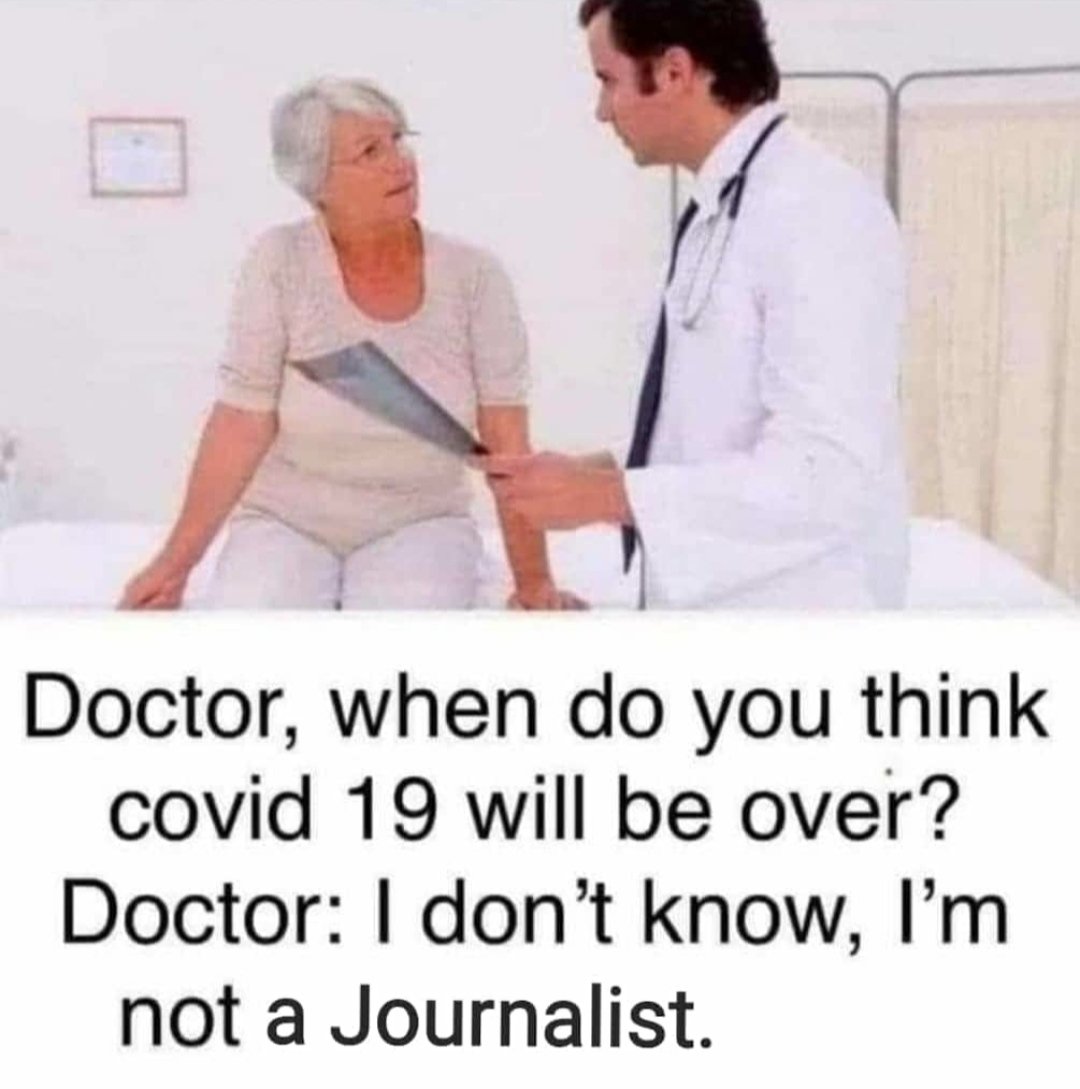 Doctor, when do you think
covid 19 will be over?
Doctor: I don’t know, I’m
not a Journalist.